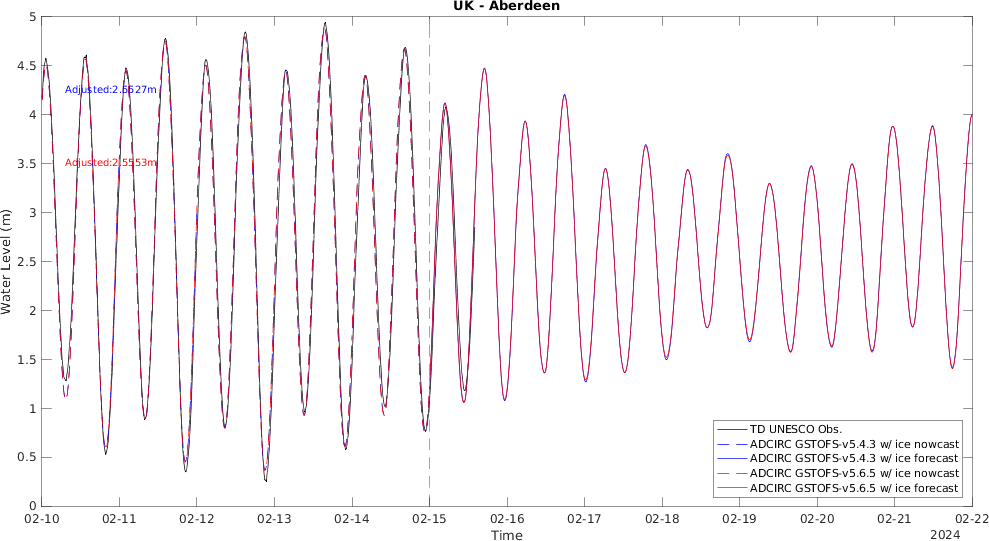 UK - Aberdeen
5
4.5
4
3.5
3
2.5
2
1.5
1
0.5
0
Water Level (m)
Adjusted:2.5527m
Adjusted:2.5553m
TD UNESCO Obs.
ADCIRC GSTOFS-v5.4.3 w/ ice nowcast
ADCIRC GSTOFS-v5.4.3 w/ ice forecast
ADCIRC GSTOFS-v5.6.5 w/ ice nowcast
ADCIRC GSTOFS-v5.6.5 w/ ice forecast
02-10 02-11 02-12 02-13 02-14 02-15 02-16 02-17 02-18 02-19 02-20 02-21 02-22
Time
2024